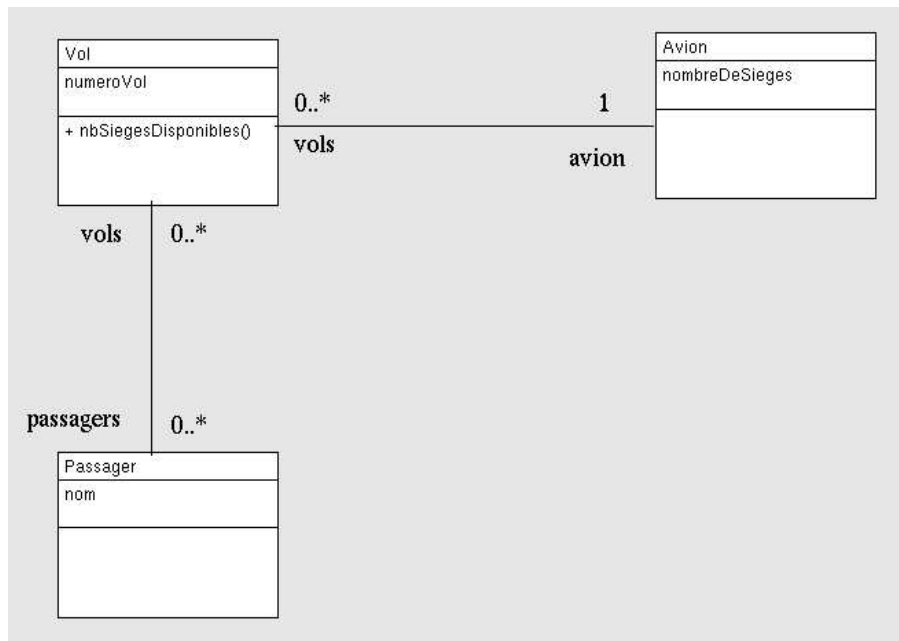 Vol
numeroVol
+ nbSiegesDisponibles()
0..*
vols
1
avion
Avion
nombreDeSieges
vols
0..*
passagers
0..*
Passager
nom